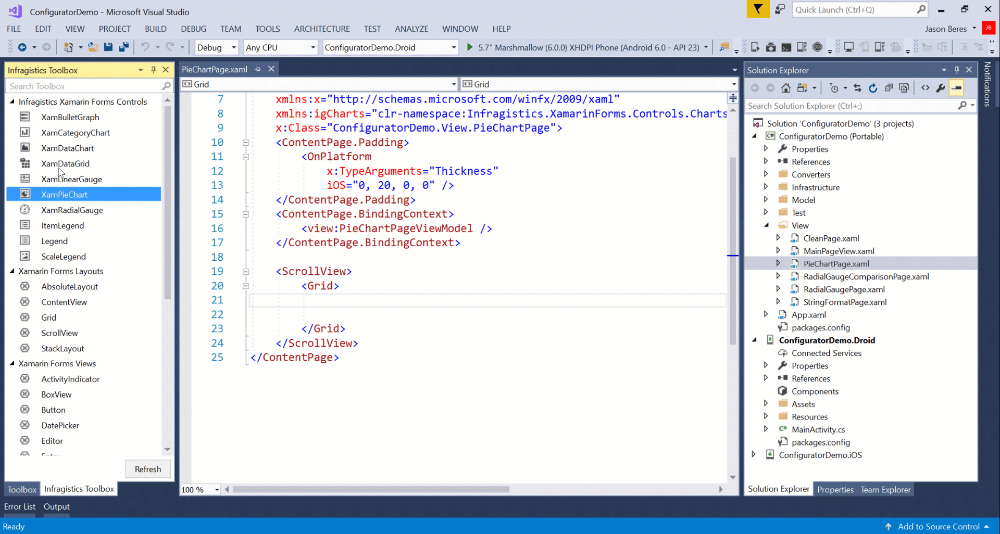 ConfiguratorDemo - Microsoft Visual Studio
Quick Launch (Ctrl+Q)
FILE EDIT VIEW PROJECT BUILD DEBUG TEAM TOOLS ARCHITECTURE TEST ANALYZE WINDOW HELP
Jason Beres JB
Debug Any CPU ConfiguratorDemo.Droid 5.7" Marshmallow (6.0.0) XHDPI Phone (Android 6.0 - API 23)
Infragistics Toolbox
Search Toolbox
Infragistics Xamarin Forms Controls
XamBulletGraph
XamCategoryChart
XamDataChart
XamDataGrid
XamLinearGauge
XamPieChart
XamRadialGauge
ItemLegend
Legend
ScaleLegend
Xamarin Forms Layouts
AbsoluteLayout
ContentView
Grid
ScrollView
StackLayout
Xamarin Forms Views
ActivityIndicator
BoxView
Button
DatePicker
Editor
Refresh
Toolbox Infragistics Toolbox
PieChartPage.xaml
Grid Grid
7 xmlns:x="http://schemas.microsoft.com/winfx/2009/xaml"
8 xmlns:igCharts="clr-namespace:Infragistics.XamarinForms.Controls.Charts
9 x:Class="ConfiguratorDemo.View.PieChartPage">
10 <ContentPage.Padding>
11 <OnPlatform
12 x:TypeArguments="Thickness"
13 iOS="0, 20, 0, 0" />
14 </ContentPage.Padding>
15 <ContentPage.BindingContext>
16 <view:PieChartPageViewModel />
17 </ContentPage.BindingContext>
18
19 <ScrollView>
20 <Grid>
21
22
23 </Grid>
24 </ScrollView>
25 </ContentPage>
100 %
Solution Explorer
Search Solution Explorer (Ctrl+;)
Solution 'ConfiguratorDemo' (3 projects)
C# ConfiguratorDemo (Portable)
Properties
References
Converters
Infrastructure
Model
Test
View
CleanPage.xaml
MainPageView.xaml
PieChartPage.xaml
RadialGaugeComparisonPage.xaml
RadialGaugePage.xaml
StringFormatPage.xaml
App.xaml
packages.config
ConfiguratorDemo.Droid
Connected Services
Properties
References
Components
Assets
Resources
C# MainActivity.cs
packages.config
ConfiguratorDemo.iOS
Solution Explorer Properties Team Explorer
Notifications
Error List Output
Ready
Add to Source Control